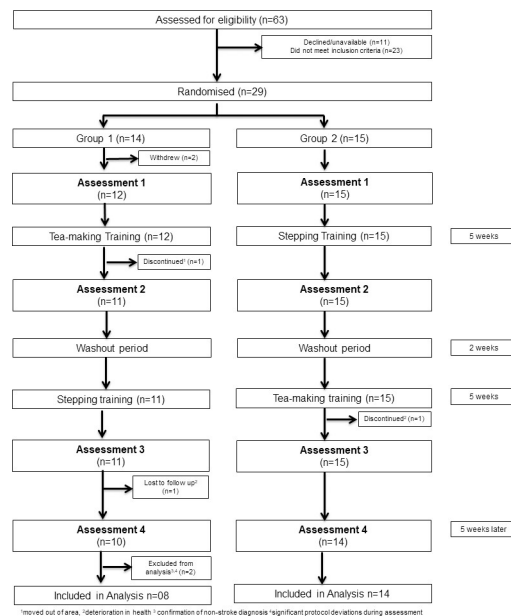 Assessed for eligibility (n=63)
Declined/unavailable (n=11)
Did not meet inclusion criteria (n=23)
Randomised (n=29)
Group 1 (n=14)
Group 2 (n=15)
Withdrew (n=2)
Assessment 1
(n=12)
Assessment 1
(n=15)
Tea-making Training (n=12)
Stepping Training (n=15)
5 weeks
Discontinued¹ (n=1)
Assessment 2
(n=11)
Assessment 2
(n=15)
Washout period
Washout period
2 weeks
Stepping training (n=11)
Tea-making training (n=15)
5 weeks
Discontinued² (n=1)
Assessment 3
(n=11)
Assessment 3
(n=15)
Lost to follow up²
(n=1)
Assessment 4
(n=10)
Assessment 4
(n=14)
5 weeks later
Excluded from
analysis³,⁴ (n=2)
Included in Analysis n=08
Included in Analysis n=14
¹moved out of area, ²deterioration in health ³ confirmation of non-stroke diagnosis ⁴significant protocol deviations during assessment